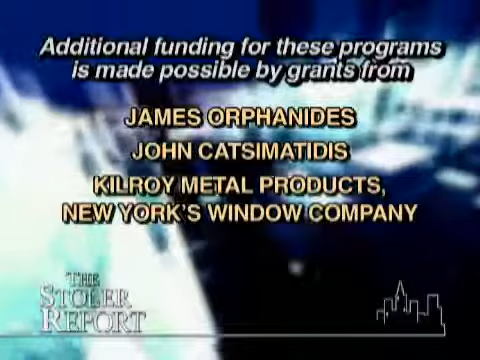 Additional funding for these programs
is made possible by grants from
JAMES ORPHANIDES
JOHN CATSIMATIDIS
KILROY METAL PRODUCTS,
NEW YORK'S WINDOW COMPANY
THE
STOLER
REPORT